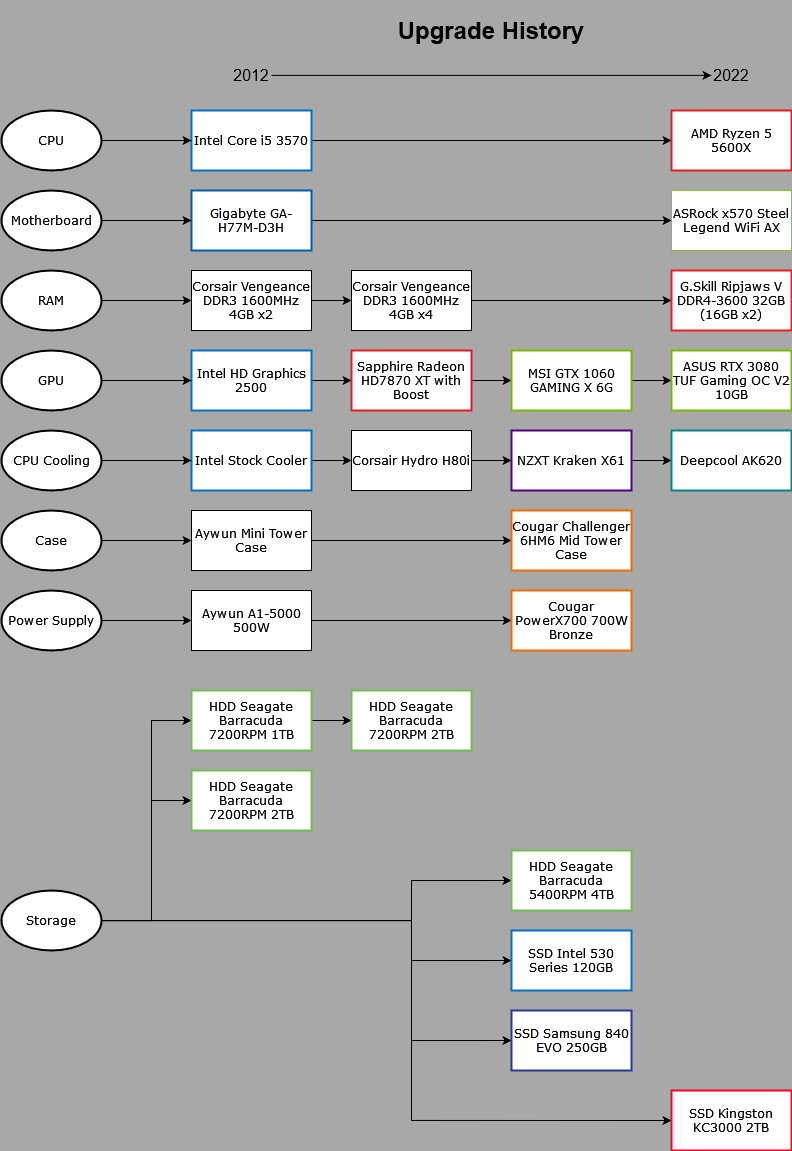 Upgrade History
2012
2022
CPU
Intel Core i5 3570
AMD Ryzen 5
5600X
Motherboard
Gigabyte GA-
H77M-D3H
ASRock x570 Steel
Legend WiFi AX
RAM
Corsair Vengeance
DDR3 1600MHz
4GB x2
Corsair Vengeance
DDR3 1600MHz
4GB x4
G.Skill Ripjaws V
DDR4-3600 32GB
(16GB x2)
GPU
Intel HD Graphics
2500
Sapphire Radeon
HD7870 XT with
Boost
MSI GTX 1060
GAMING X 6G
ASUS RTX 3080
TUF Gaming OC V2
10GB
CPU Cooling
Intel Stock Cooler
Corsair Hydro H80i
NZXT Kraken X61
Deepcool AK620
Case
Aywun Mini Tower
Case
Cougar Challenger
6HM6 Mid Tower
Case
Power Supply
Aywun A1-5000
500W
Cougar
PowerX700 700W
Bronze
HDD Seagate
Barracuda
7200RPM 1TB
HDD Seagate
Barracuda
7200RPM 2TB
HDD Seagate
Barracuda
7200RPM 2TB
Storage
HDD Seagate
Barracuda
5400RPM 4TB
SSD Intel 530
Series 120GB
SSD Samsung 840
EVO 250GB
SSD Kingston
KC3000 2TB